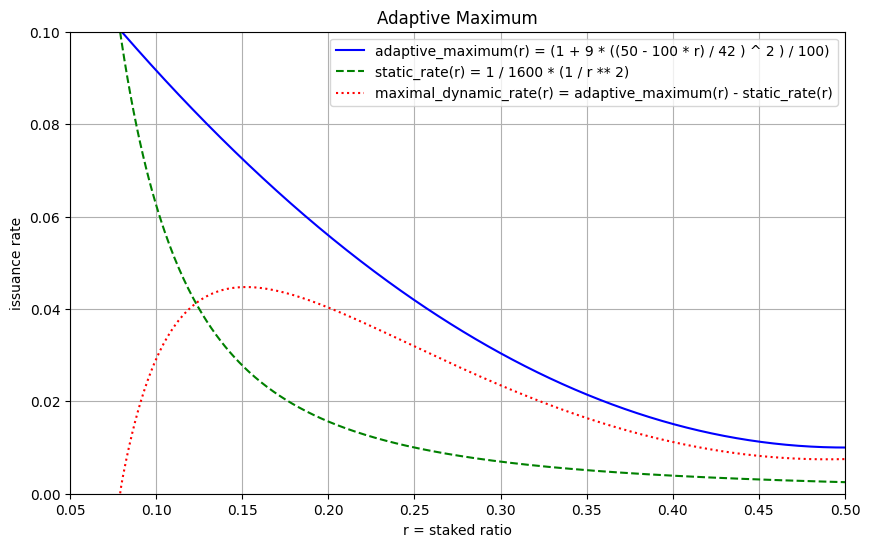 Adaptive Maximum
adaptive_maximum(r) = (1 + 9 * ((50 - 100 * r) / 42 ) ^ 2 ) / 100)
static_rate(r) = 1 / 1600 * (1 / r ** 2)
maximal_dynamic_rate(r) = adaptive_maximum(r) - static_rate(r)
issuance rate
0.10
0.08
0.06
0.04
0.02
0.00
0.05 0.10 0.15 0.20 0.25 0.30 0.35 0.40 0.45 0.50
r = staked ratio